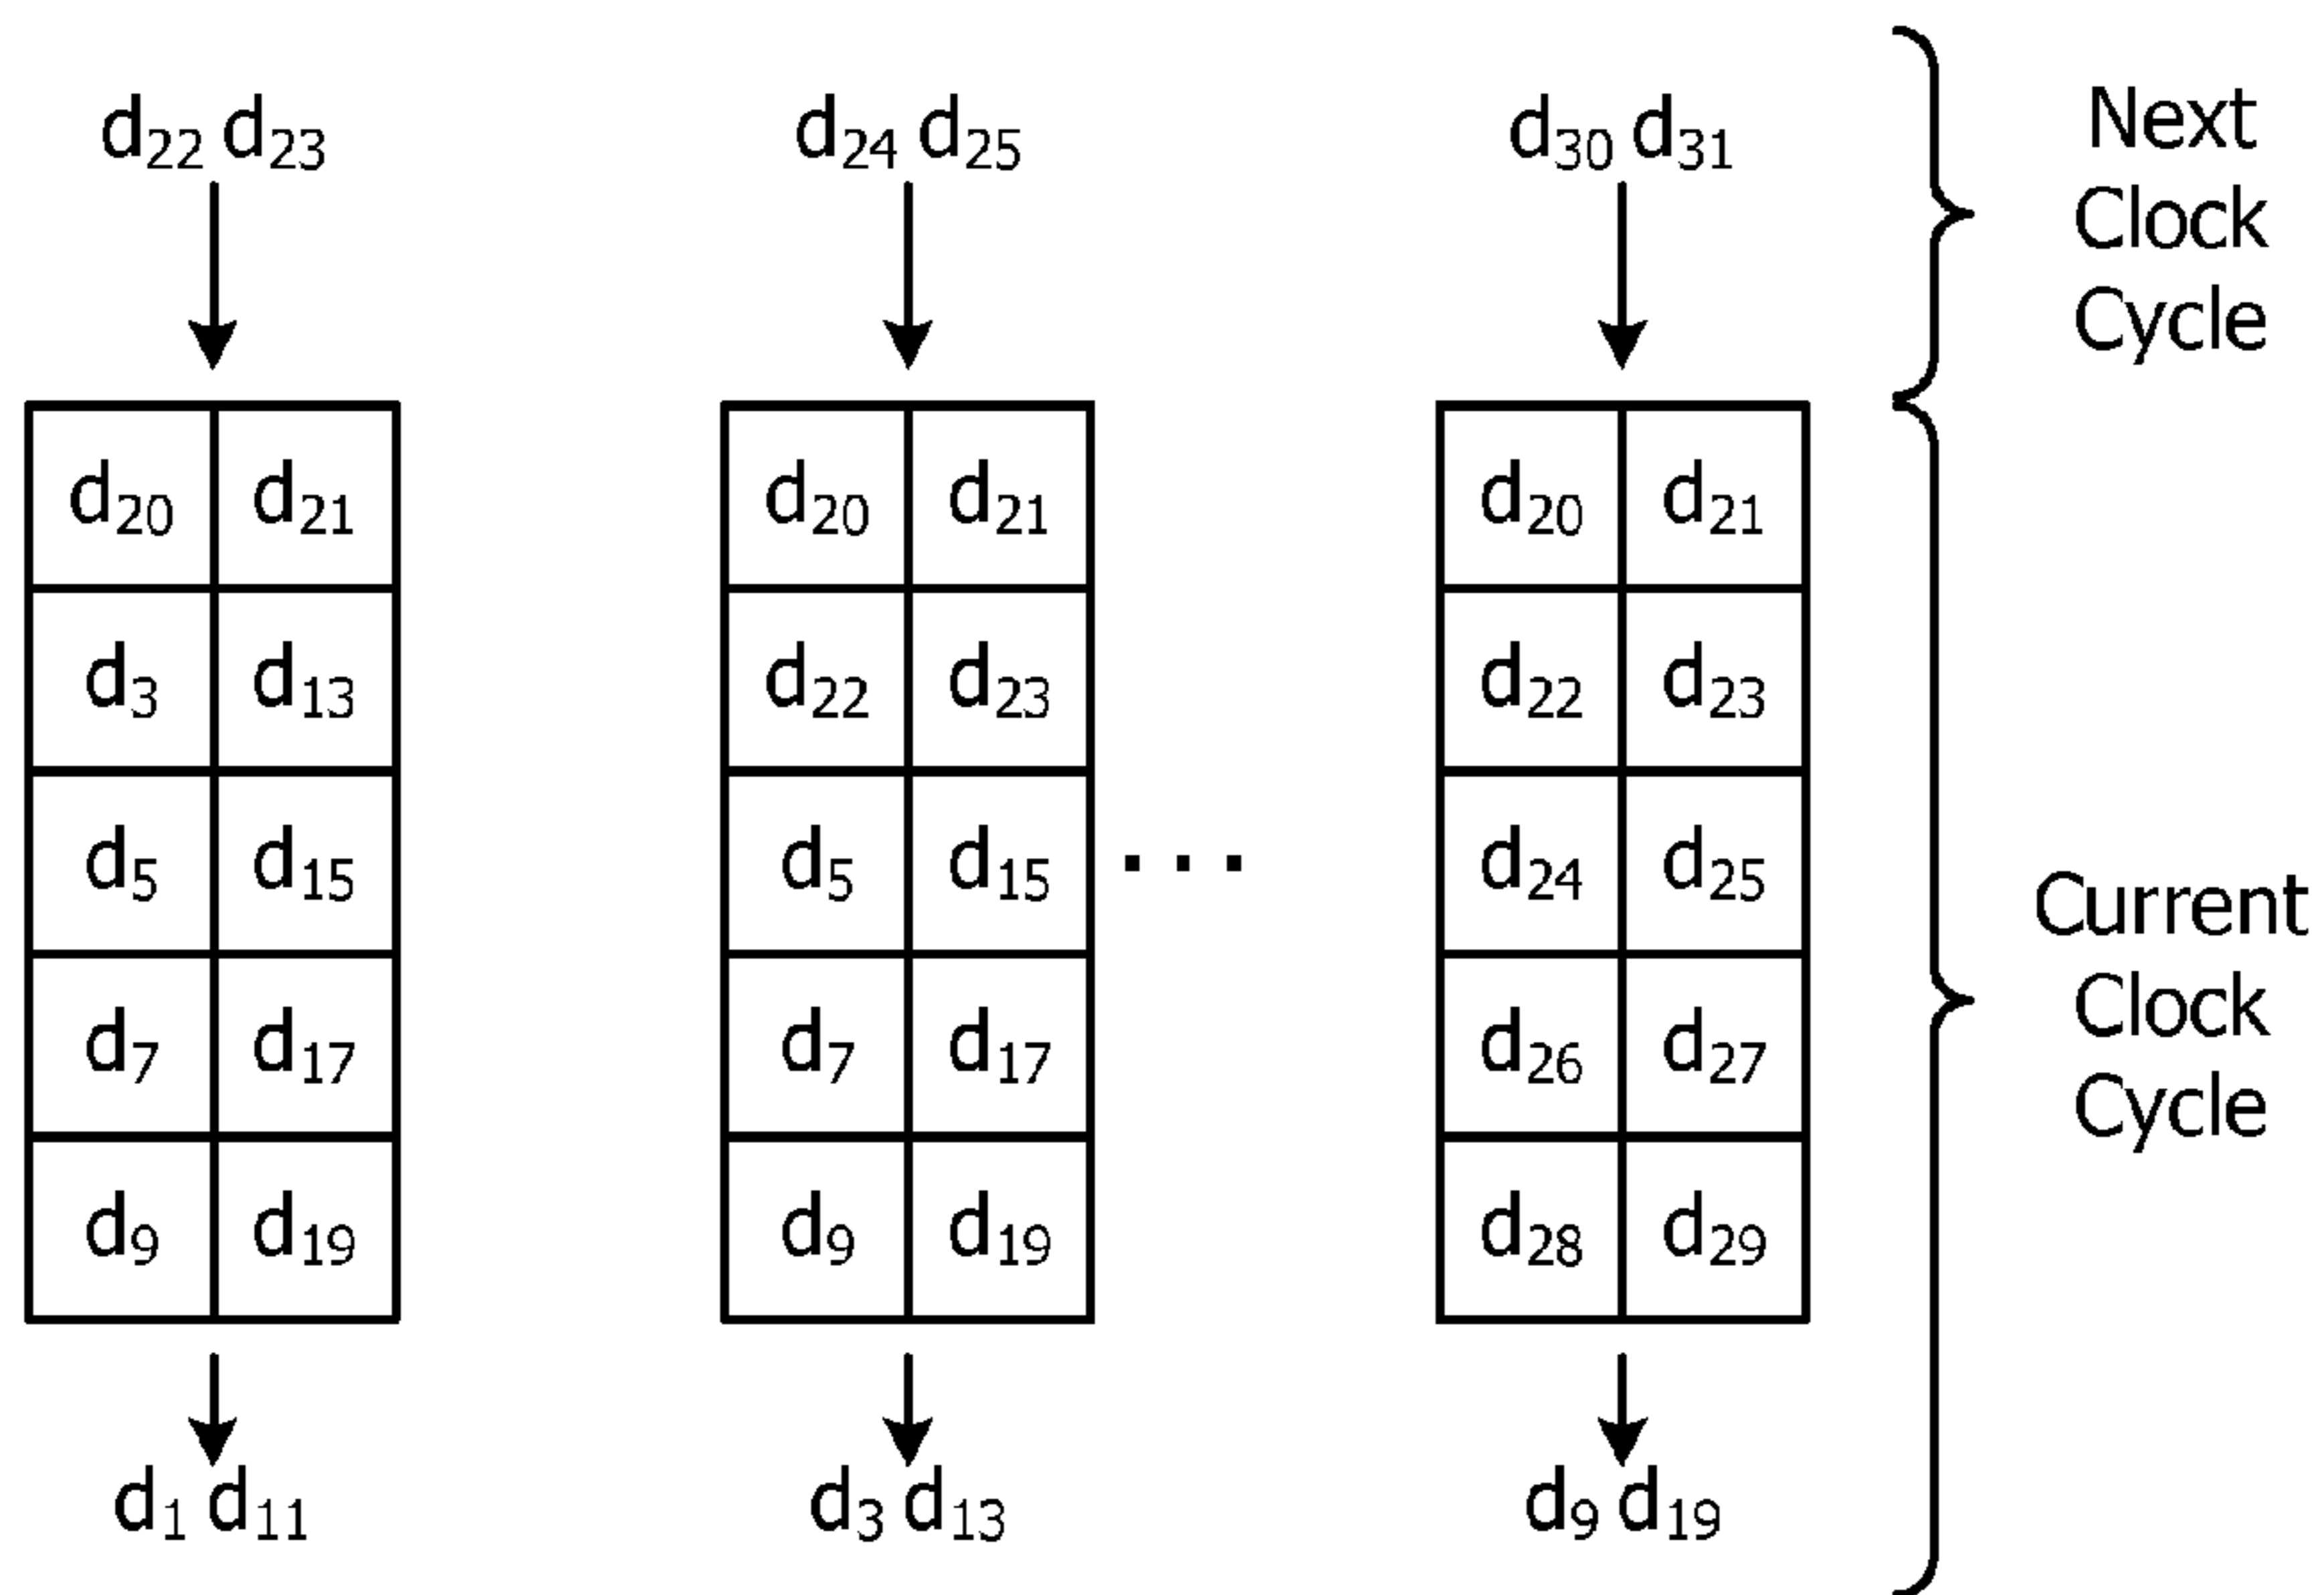 d22 d23 d24 d25 d30 d31
Next
Clock
Cycle
d20 d21 d20 d21 d20 d21
d3 d13 d22 d23 d22 d23
d5 d15 d5 d15 ... d24 d25
d7 d17 d7 d17 d26 d27
d9 d19 d9 d19 d28 d29
Current
Clock
Cycle
d1 d11 d3 d13 d9 d19